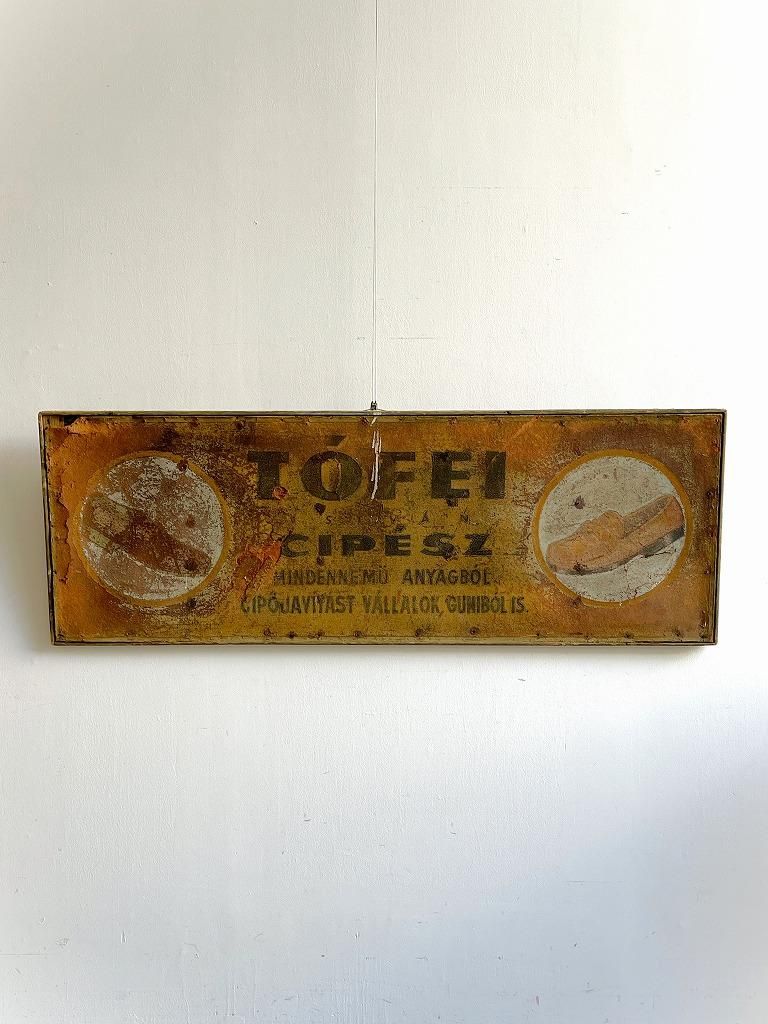 TÓFEI
CIPÉSZ
MINDENNEMŰ ANYAGBÓL
CIPŐJAVITÁST VÁLLALOK, GUMIBÓL IS.